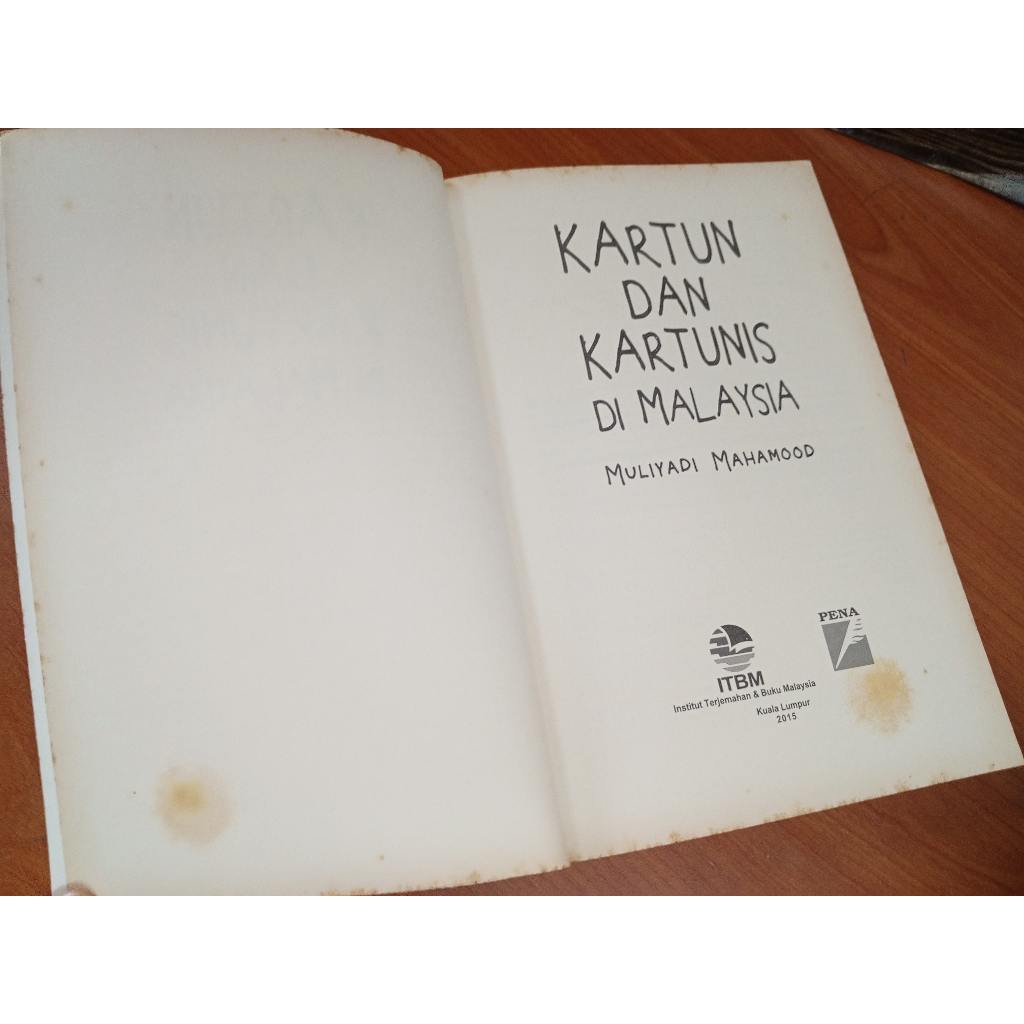 KARTUN
DAN
KARTUNIS
DI MALAYSIA
MULIYADI MAHAMOOD
PENA
ITBM
Institut Terjemahan & Buku Malaysia
Kuala Lumpur
2015